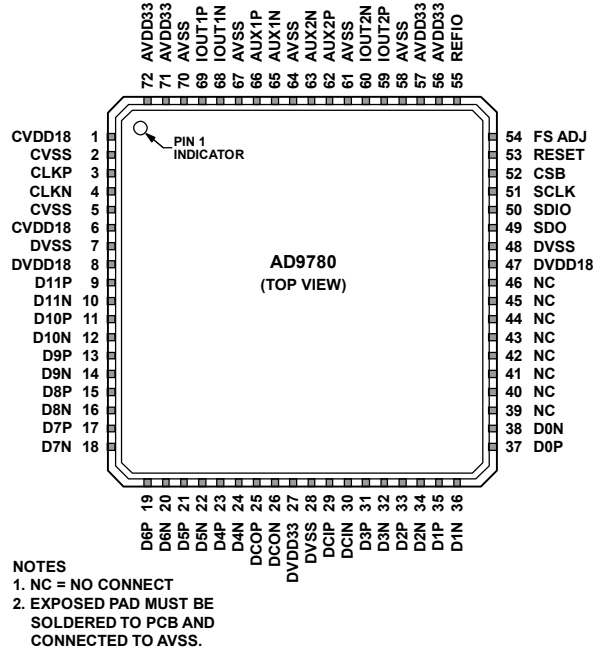 72 AVDD33
71 AVDD33
70 AVSS
69 IOUT1P
68 IOUT1N
67 AVSS
66 AUX1P
65 AUX1N
64 AVSS
63 AUX2N
62 AUX2P
61 AVSS
60 IOUT2N
59 IOUT2P
58 AVSS
57 AVDD33
56 AVDD33
55 REFIO
PIN 1
INDICATOR
CVDD18 1
CVSS 2
CLKP 3
CLKN 4
CVSS 5
CVDD18 6
DVSS 7
DVDD18 8
D11P 9
D11N 10
D10P 11
D10N 12
D9P 13
D9N 14
D8P 15
D8N 16
D7P 17
D7N 18
AD9780
(TOP VIEW)
54 FS ADJ
53 RESET
52 CSB
51 SCLK
50 SDIO
49 SDO
48 DVSS
47 DVDD18
46 NC
45 NC
44 NC
43 NC
42 NC
41 NC
40 NC
39 NC
38 D0N
37 D0P
D6P 19
D6N 20
D5P 21
D5N 22
D4P 23
D4N 24
DCOP 25
DCON 26
DVDD33 27
DVSS 28
DCIP 29
DCIN 30
D3P 31
D3N 32
D2P 33
D2N 34
D1P 35
D1N 36
NOTES
1. NC = NO CONNECT
2. EXPOSED PAD MUST BE
SOLDERED TO PCB AND
CONNECTED TO AVSS.